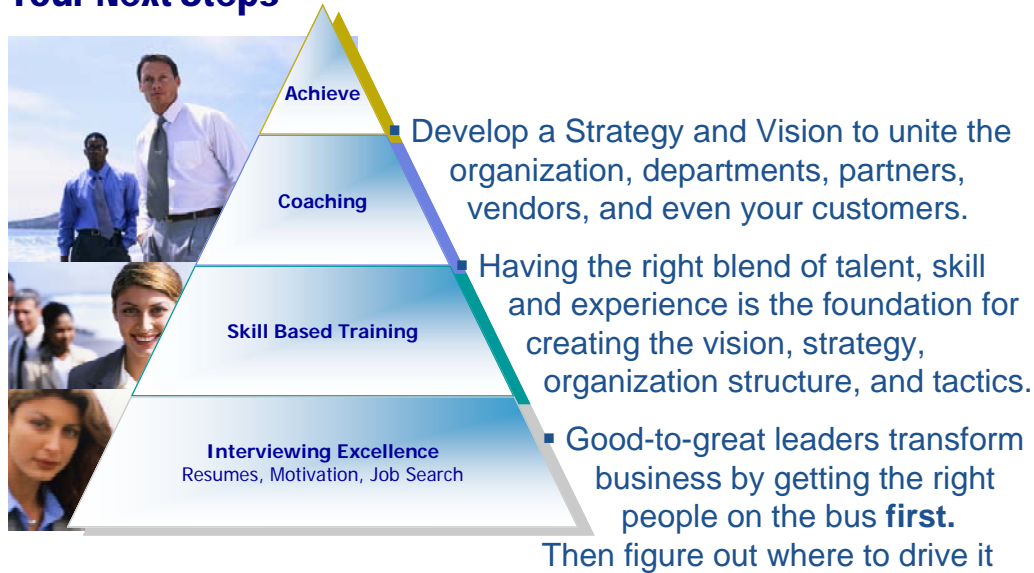 Your Next Steps
Achieve
Coaching
Skill Based Training
Interviewing Excellence
Resumes, Motivation, Job Search
▪ Develop a Strategy and Vision to unite the
organization, departments, partners,
vendors, and even your customers.
▪ Having the right blend of talent, skill
and experience is the foundation for
creating the vision, strategy,
organization structure, and tactics.
▪ Good-to-great leaders transform
business by getting the right
people on the bus first.
Then figure out where to drive it